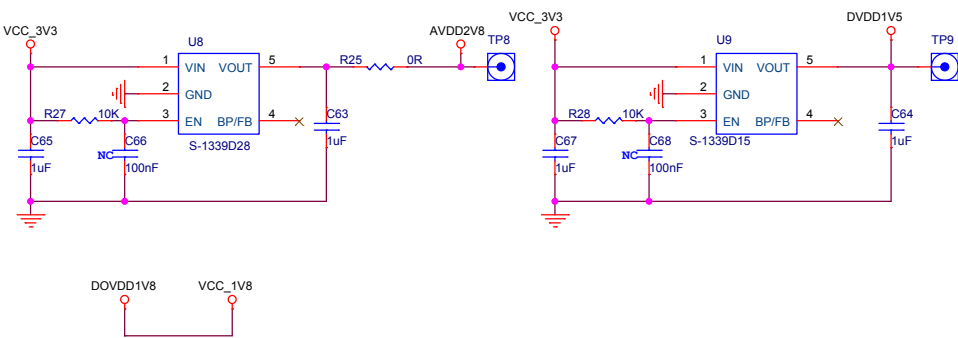 VCC_3V3
U8
AVDD2V8
TP8
1
VIN
VOUT
5
R25
0R
2
GND
R27
10K
3
EN
BP/FB
4
C63
S-1339D28
1uF
C65
1uF
C66
NC
100nF
VCC_3V3
U9
DVDD1V5
TP9
1
VIN
VOUT
5
2
GND
R28
10K
3
EN
BP/FB
4
C64
S-1339D15
1uF
C67
1uF
C68
NC
100nF
DOVDD1V8
VCC_1V8